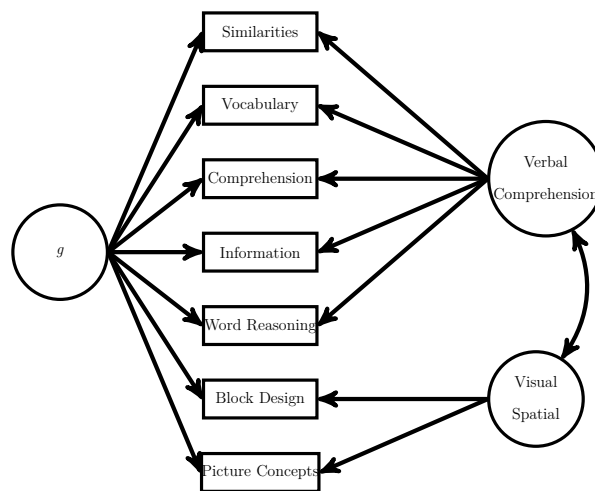 Similarities
Vocabulary
Comprehension
Information
Word Reasoning
Block Design
Picture Concepts
g
Verbal
Comprehension
Visual
Spatial